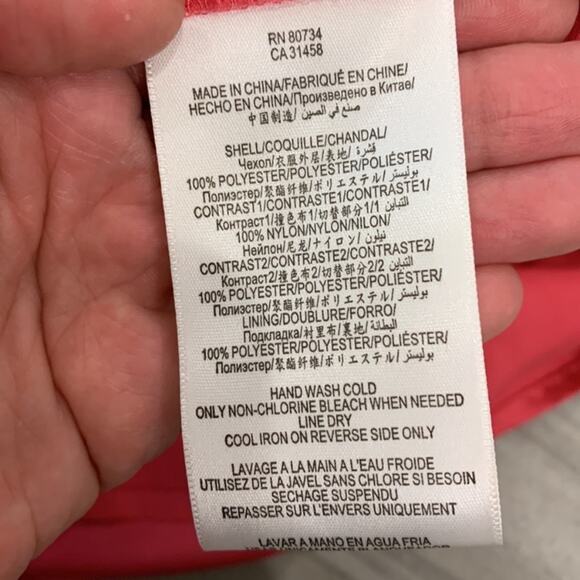 RN 80734
CA 31458
MADE IN CHINA/FABRIQUÉ EN CHINE/
HECHO EN CHINA/Произведено в Китае/
中国制造/ صنع في الصين/
SHELL/COQUILLE/CHANDAL/
Чехол/衣服外层/表地/ قشرة/
100% POLYESTER/POLYESTER/POLIÉSTER/
Полиэстер/聚酯纤维/ポリエステル/ بوليستر/
CONTRAST1/CONTRASTE1/CONTRASTE1/
Контраст1/撞色布1/切替部分1/1 التباين/
100% NYLON/NYLON/NILON/
Нейлон/尼龙/ナイロン/ نيلون/
CONTRAST2/CONTRASTE2/CONTRASTE2/
Контраст2/撞色布2/切替部分2/2 التباين/
100% POLYESTER/POLYESTER/POLIÉSTER/
Полиэстер/聚酯纤维/ポリエステル/ بوليستر/
LINING/DOUBLURE/FORRO/
Подкладка/衬里布/裏地/ البطانة/
100% POLYESTER/POLYESTER/POLIÉSTER/
Полиэстер/聚酯纤维/ポリエステル/ بوليستر/
HAND WASH COLD
ONLY NON-CHLORINE BLEACH WHEN NEEDED
LINE DRY
COOL IRON ON REVERSE SIDE ONLY
LAVAGE A LA MAIN A L'EAU FROIDE
UTILISEZ DE LA JAVEL SANS CHLORE SI BESOIN
SECHAGE SUSPENDU
REPASSER SUR L'ENVERS UNIQUEMENT
LAVAR A MANO EN AGUA FRIA